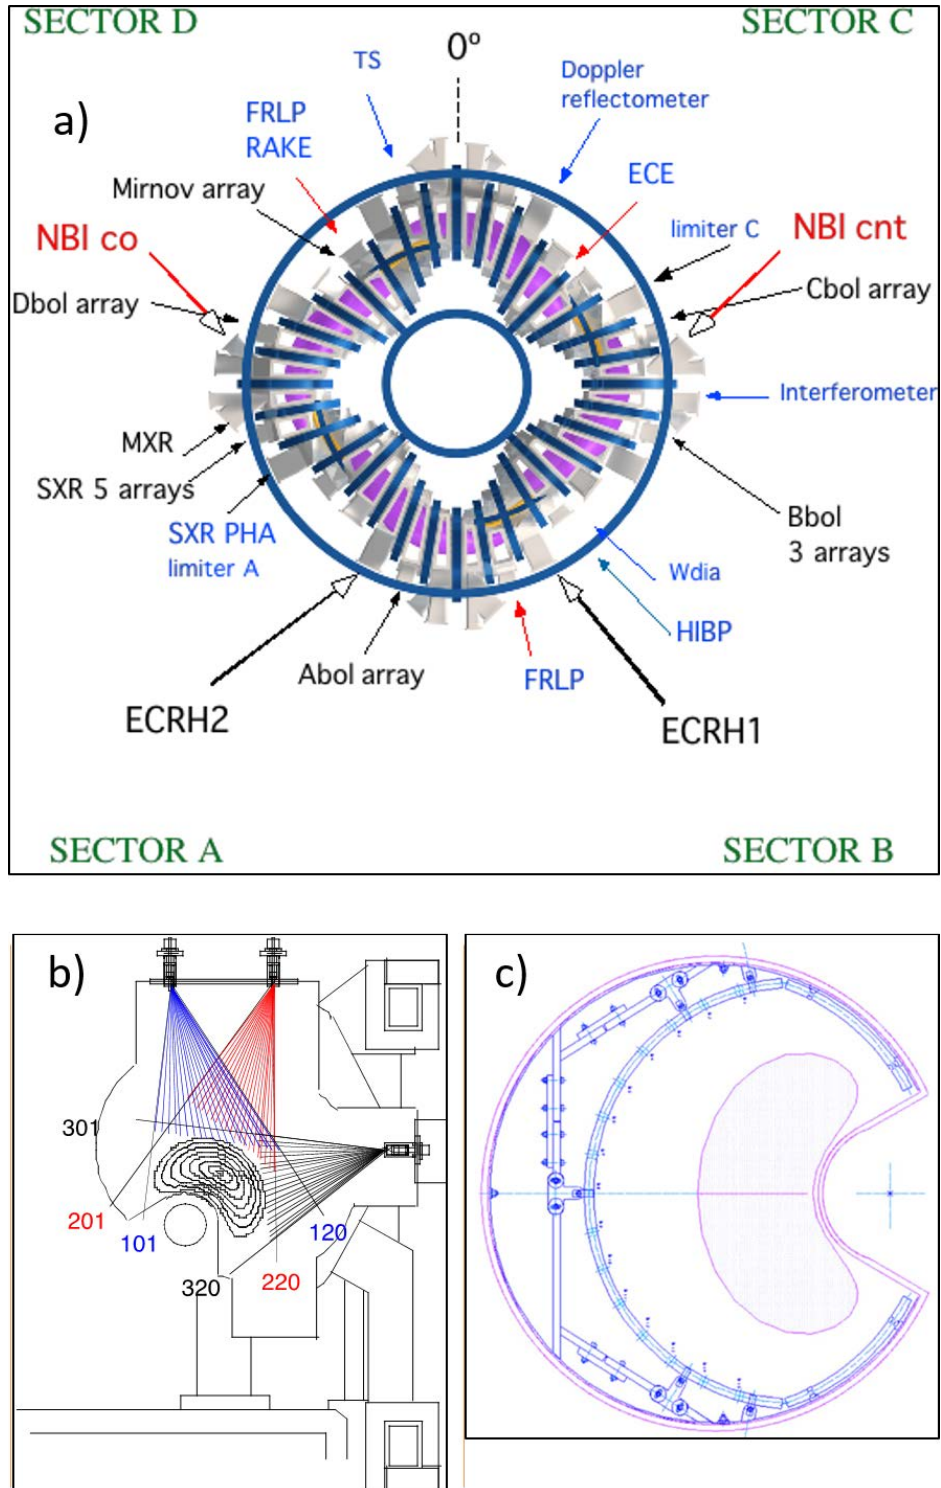 SECTOR D
SECTOR C
0º
TS
Doppler
reflectometer
a)
FRLP
RAKE
ECE
Mirnov array
limiter C
NBI cnt
NBI co
Dbol array
Cbol array
Interferometer
MXR
SXR 5 arrays
Bbol
3 arrays
SXR PHA
limiter A
Wdia
HIBP
Abol array
FRLP
ECRH2
ECRH1
SECTOR A
SECTOR B
b)
c)
301
201
101
120
320
220